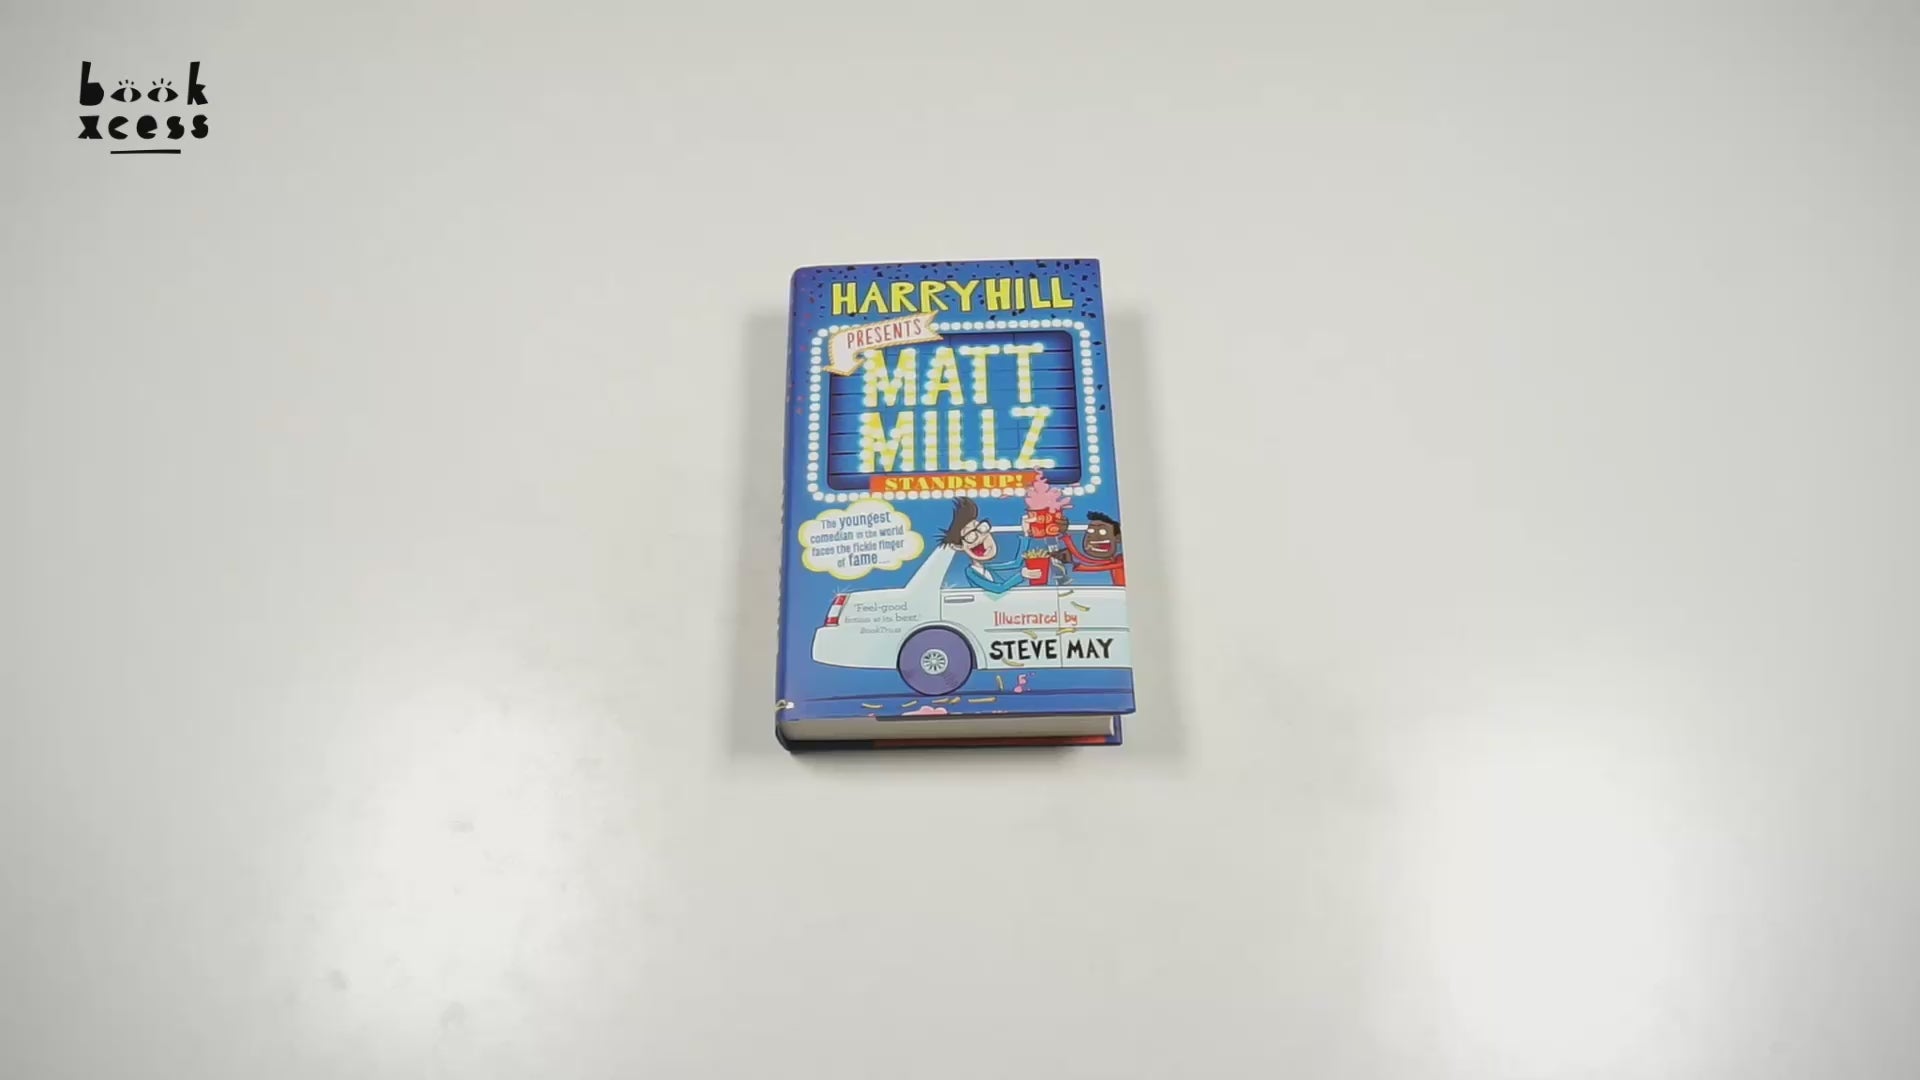 book
xcess
HARRY HILL
PRESENTS
MATT
MILLZ
STANDS UP!
The youngest
comedian in the world
faces the fickle finger
of fame....
'Feel-good
fiction at its best.'
BookTrust
Illustrated by
STEVE MAY